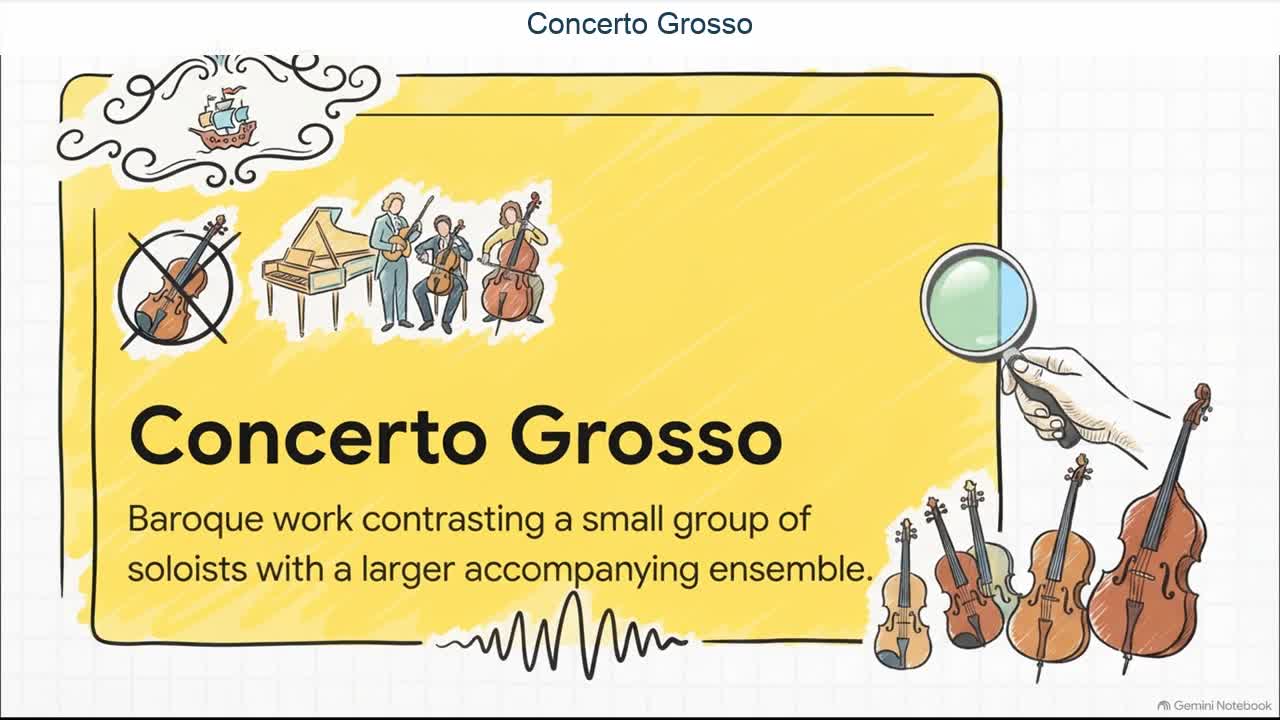 Concerto Grosso
Concerto Grosso
Baroque work contrasting a small group of
soloists with a larger accompanying ensemble.
Gemini Notebook